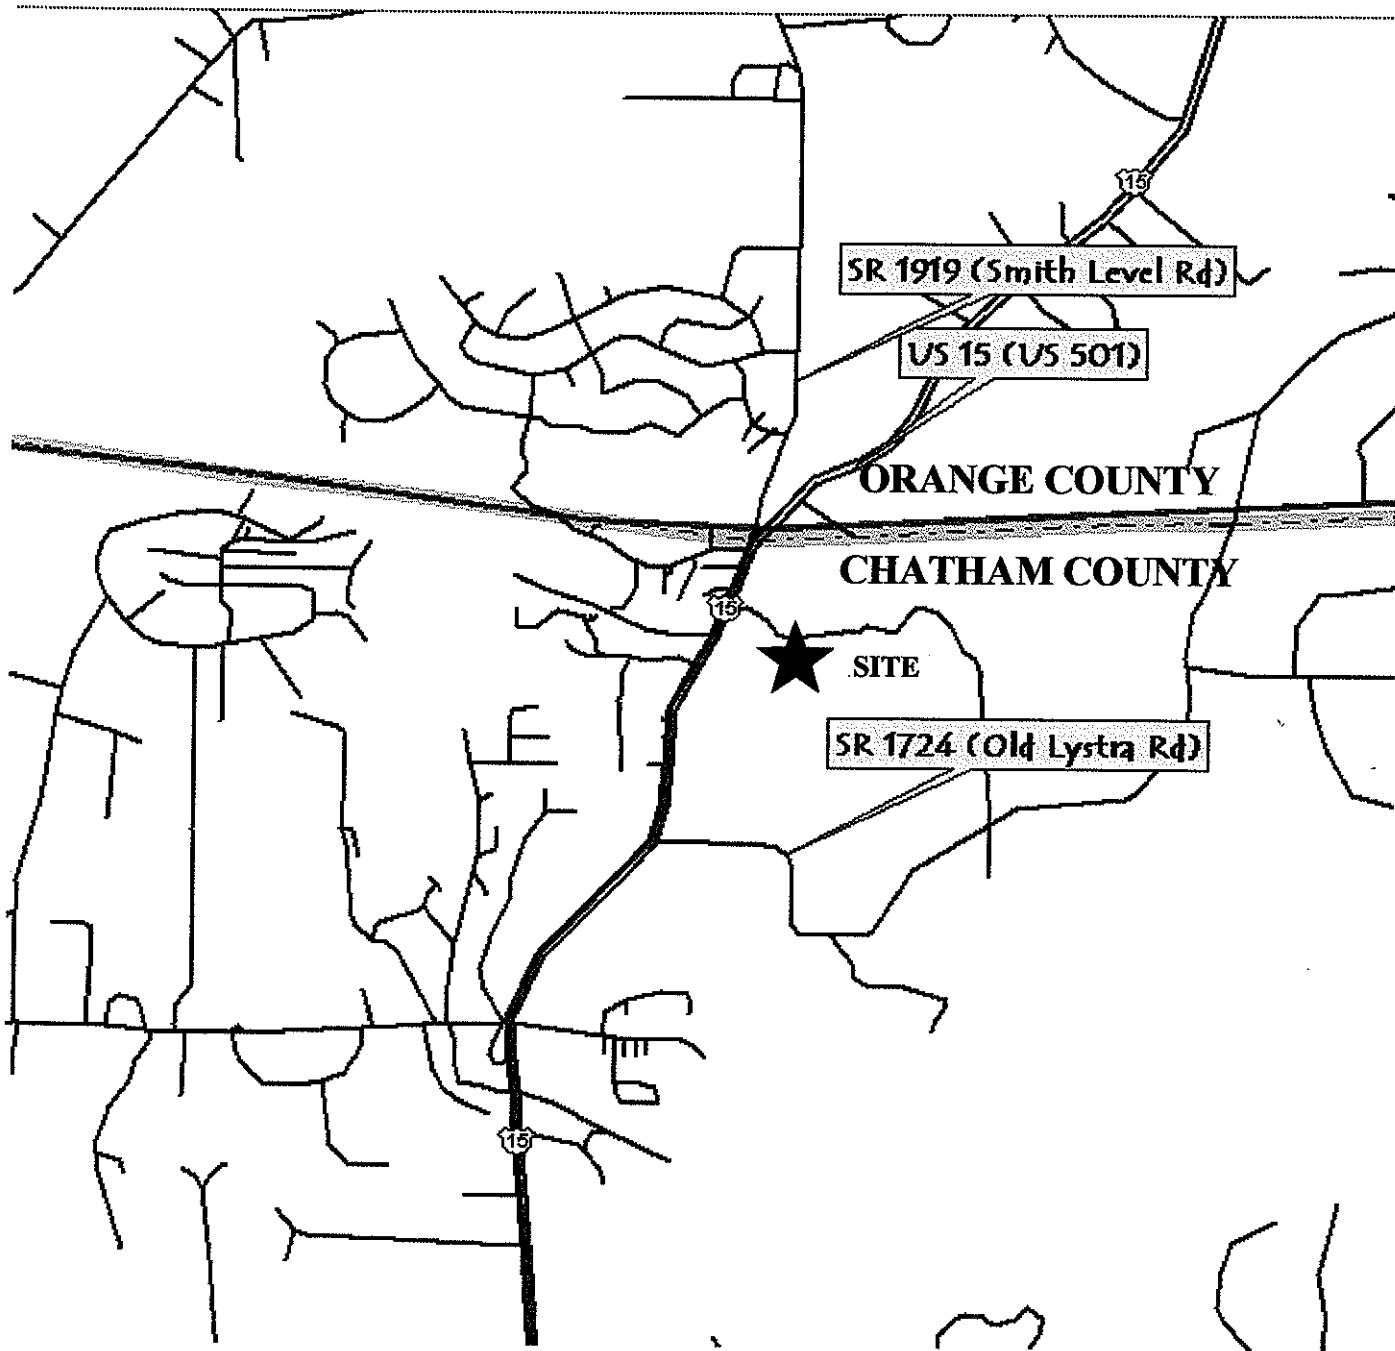 15
SR 1919 (Smith Level Rd)
US 15 (US 501)
ORANGE COUNTY
CHATHAM COUNTY
15
SITE
SR 1724 (Old Lystra Rd)
15